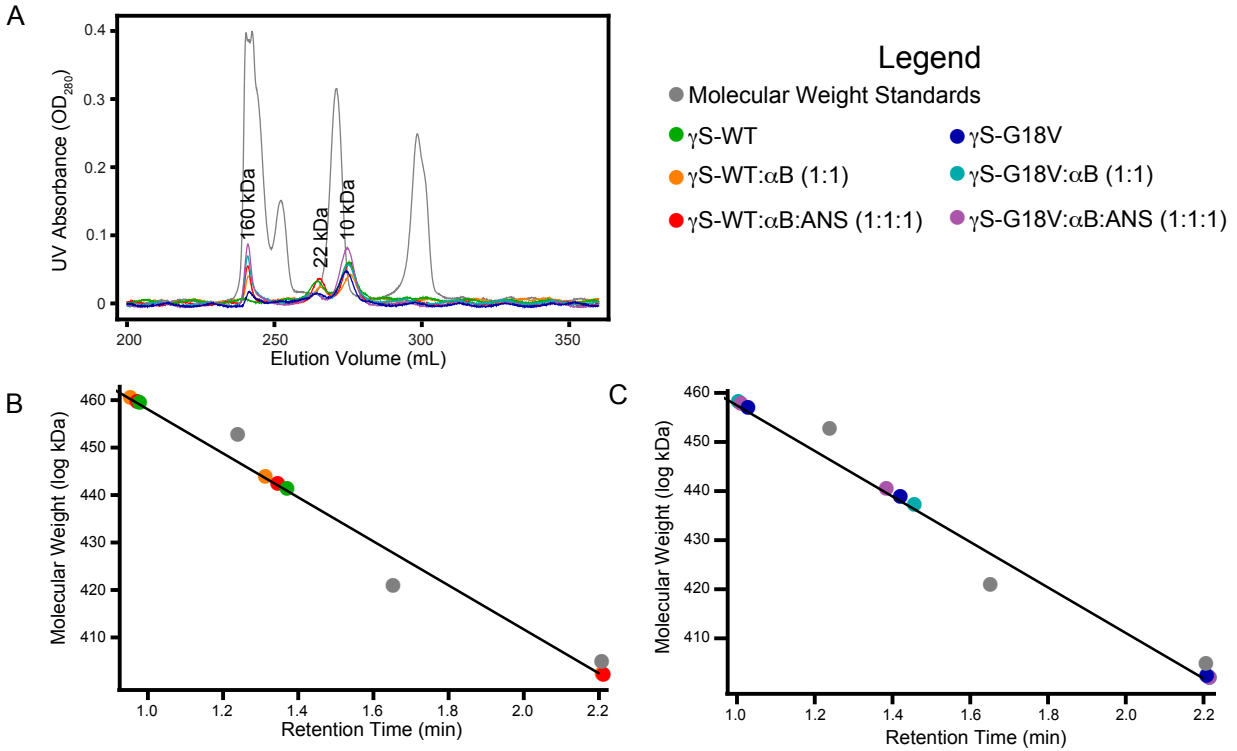 A
0.4
0.3
0.2
0.1
0
UV Absorbance (OD280)
160 kDa
22 kDa
10 kDa
200
250
300
350
Elution Volume (mL)
Legend
Molecular Weight Standards
γS-WT
γS-G18V
γS-WT:αB (1:1)
γS-G18V:αB (1:1)
γS-WT:αB:ANS (1:1:1)
γS-G18V:αB:ANS (1:1:1)
B
460
450
440
430
420
410
Molecular Weight (log kDa)
1.0
1.2
1.4
1.6
1.8
2.0
2.2
Retention Time (min)
C
460
450
440
430
420
410
Molecular Weight (log kDa)
1.0
1.2
1.4
1.6
1.8
2.0
2.2
Retention Time (min)